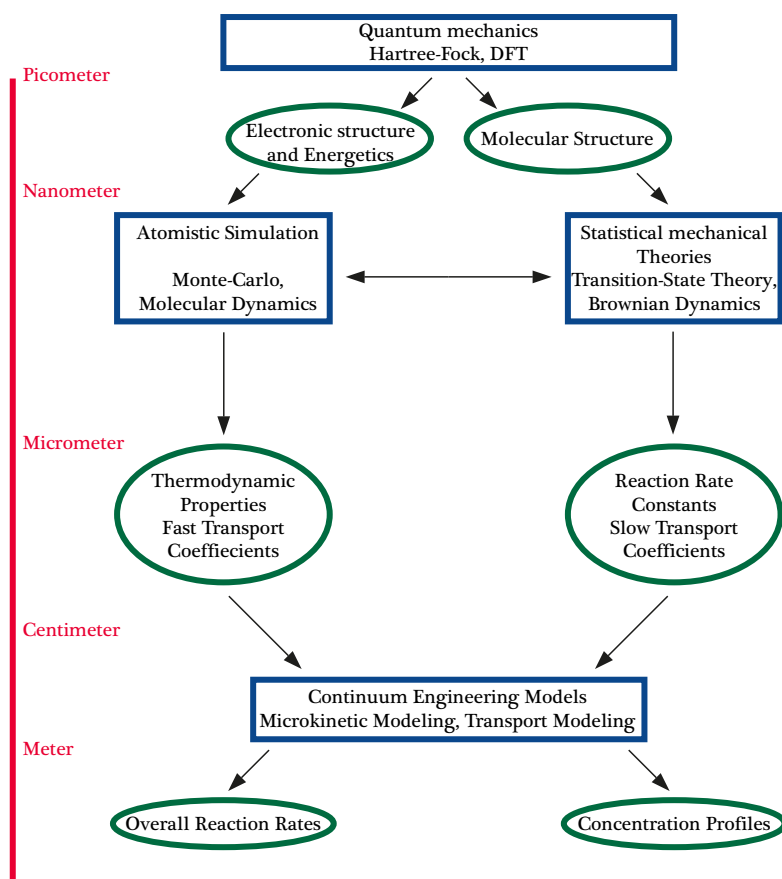 Quantum mechanics
Hartree-Fock, DFT
Picometer
Electronic structure
and Energetics
Molecular Structure
Nanometer
Atomistic Simulation
Monte-Carlo,
Molecular Dynamics
Statistical mechanical
Theories
Transition-State Theory,
Brownian Dynamics
Micrometer
Thermodynamic
Properties
Fast Transport
Coeffiecients
Reaction Rate
Constants
Slow Transport
Coefficients
Centimeter
Continuum Engineering Models
Microkinetic Modeling, Transport Modeling
Meter
Overall Reaction Rates
Concentration Profiles